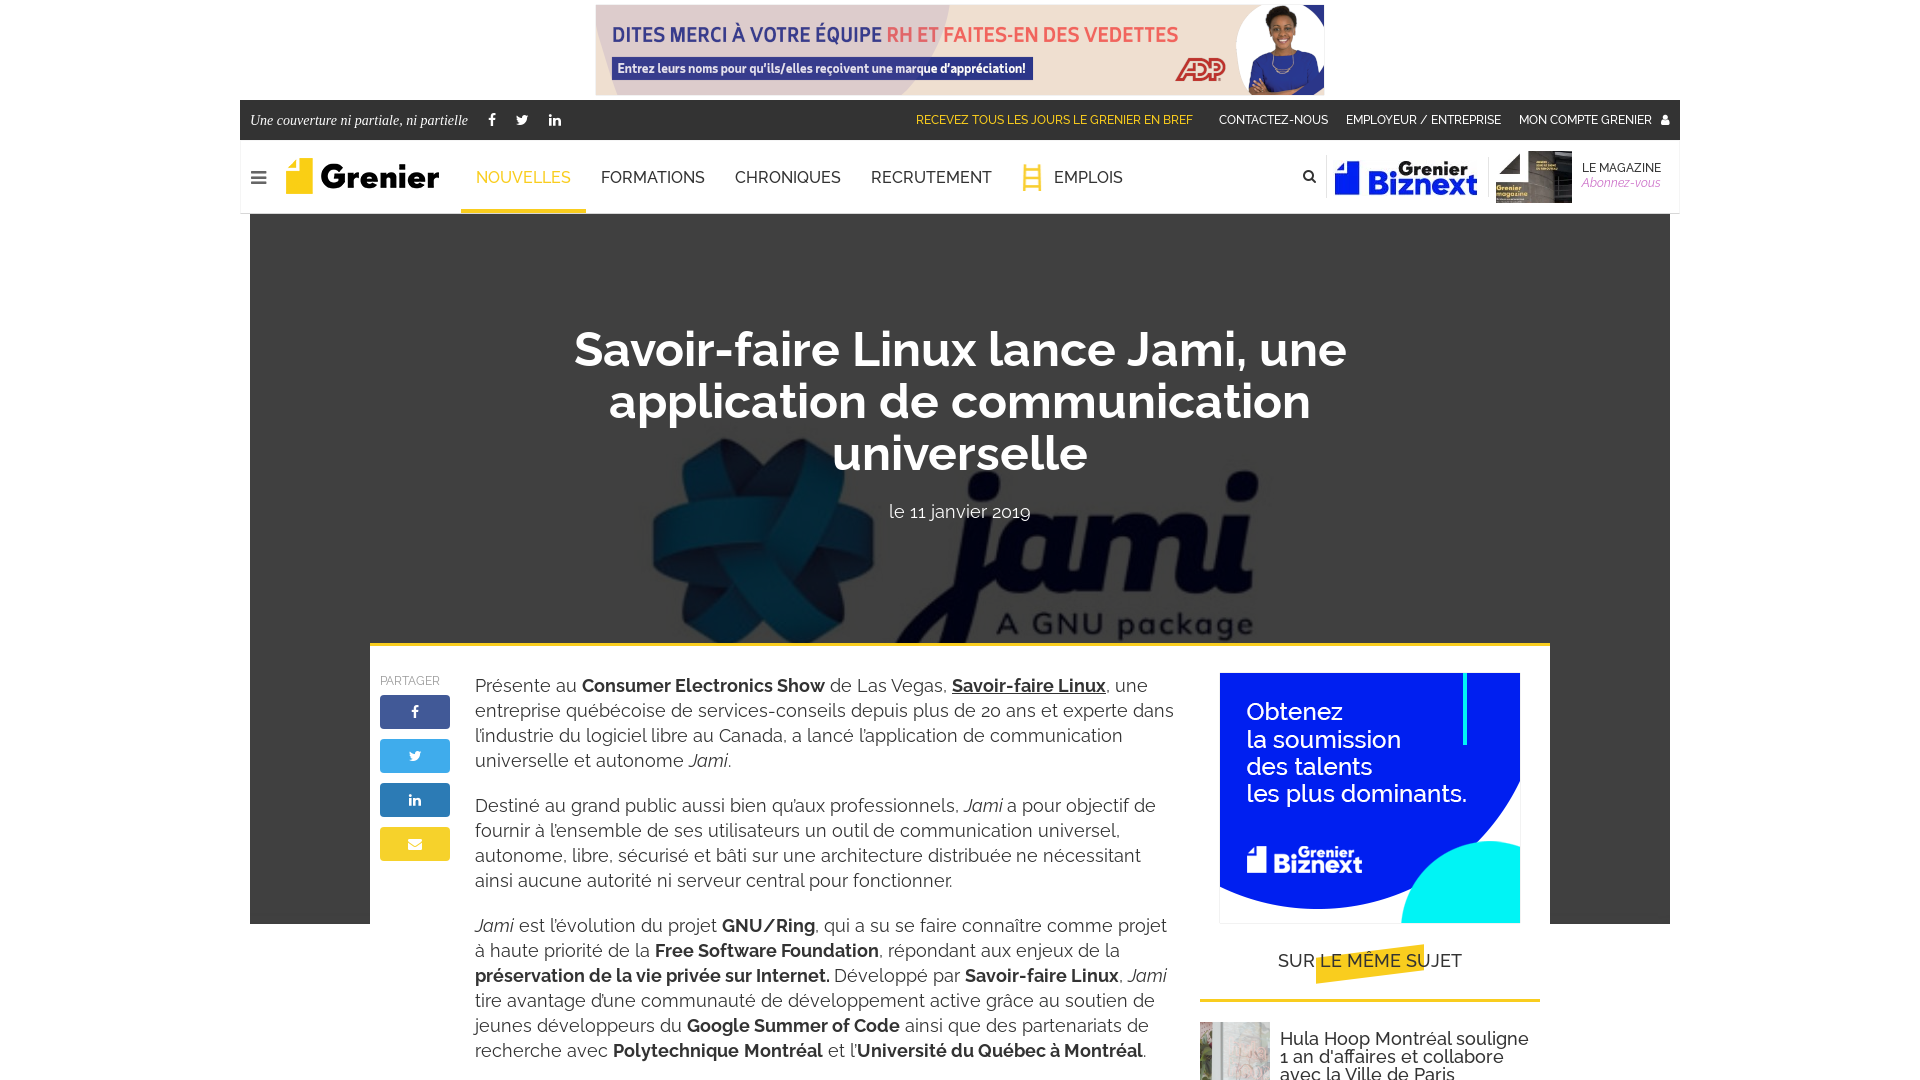 DITES MERCI À VOTRE ÉQUIPE RH ET FAITES-EN DES VEDETTES
Entrez leurs noms pour qu'ils/elles reçoivent une marque d'appréciation!
ADP
Une couverture ni partiale, ni partielle
RECEVEZ TOUS LES JOURS LE GRENIER EN BREF
CONTACTEZ-NOUS
EMPLOYEUR / ENTREPRISE
MON COMPTE GRENIER
Grenier
NOUVELLES
FORMATIONS
CHRONIQUES
RECRUTEMENT
EMPLOIS
Grenier
Biznext
Grenier
magazine
LE MAGAZINE
Abonnez-vous
Savoir-faire Linux lance Jami, une
application de communication
universelle
le 11 janvier 2019
jami
A GNU package
PARTAGER
Présente au Consumer Electronics Show de Las Vegas, Savoir-faire Linux, une
entreprise québécoise de services-conseils depuis plus de 20 ans et experte dans
l’industrie du logiciel libre au Canada, a lancé l’application de communication
universelle et autonome Jami.
Destiné au grand public aussi bien qu’aux professionnels, Jami a pour objectif de
fournir à l’ensemble de ses utilisateurs un outil de communication universel,
autonome, libre, sécurisé et bâti sur une architecture distribuée ne nécessitant
ainsi aucune autorité ni serveur central pour fonctionner.
Jami est l’évolution du projet GNU/Ring, qui a su se faire connaître comme projet
à haute priorité de la Free Software Foundation, répondant aux enjeux de la
préservation de la vie privée sur Internet. Développé par Savoir-faire Linux, Jami
tire avantage d’une communauté de développement active grâce au soutien de
jeunes développeurs du Google Summer of Code ainsi que des partenariats de
recherche avec Polytechnique Montréal et l’Université du Québec à Montréal.
Obtenez
la soumission
des talents
les plus dominants.
Grenier
Biznext
SUR LE MÊME SUJET
Hula Hoop Montréal souligne
1 an d'affaires et collabore
avec la Ville de Paris